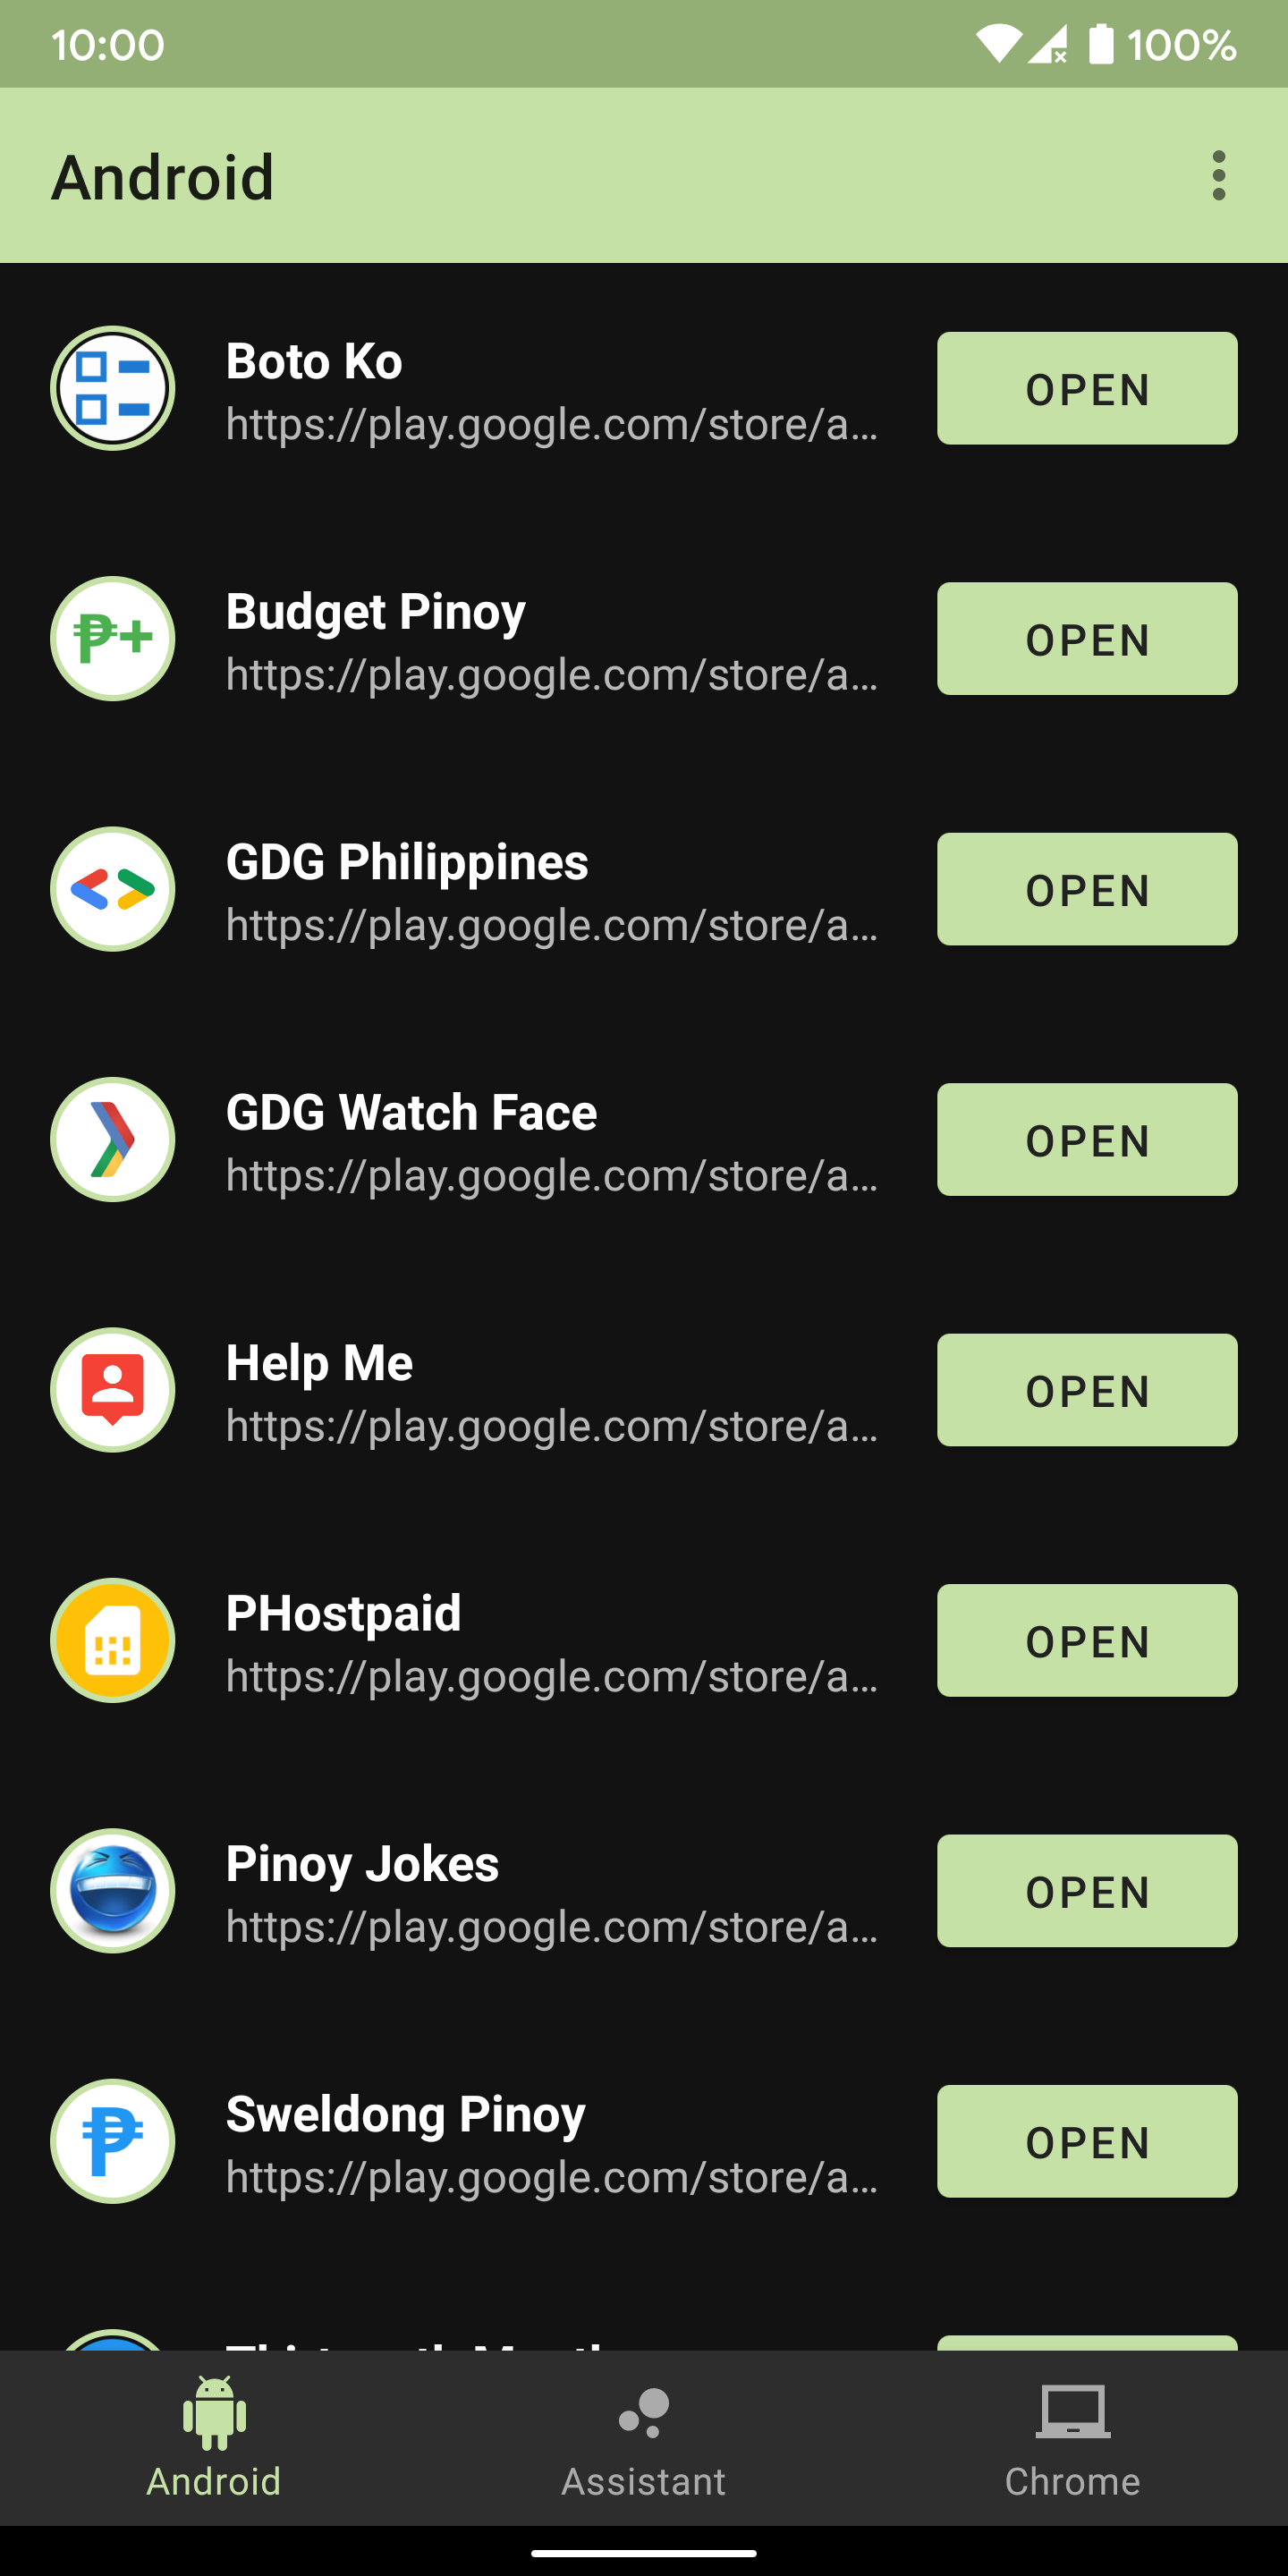 10:00 100%
Android
Boto Ko
https://play.google.com/store/a...
OPEN
Budget Pinoy
https://play.google.com/store/a...
OPEN
GDG Philippines
https://play.google.com/store/a...
OPEN
GDG Watch Face
https://play.google.com/store/a...
OPEN
Help Me
https://play.google.com/store/a...
OPEN
PHostpaid
https://play.google.com/store/a...
OPEN
Pinoy Jokes
https://play.google.com/store/a...
OPEN
Sweldong Pinoy
https://play.google.com/store/a...
OPEN
Android
Assistant
Chrome